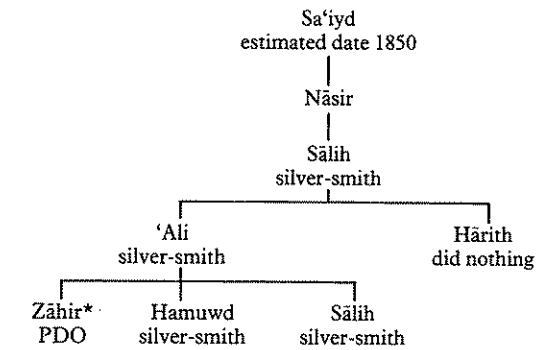 Sa‘iyd
estimated date 1850
Nāsir
Sālih
silver-smith
‘Ali
silver-smith
Hārith
did nothing
Zāhir*
PDO
Hamuwd
silver-smith
Sālih
silver-smith